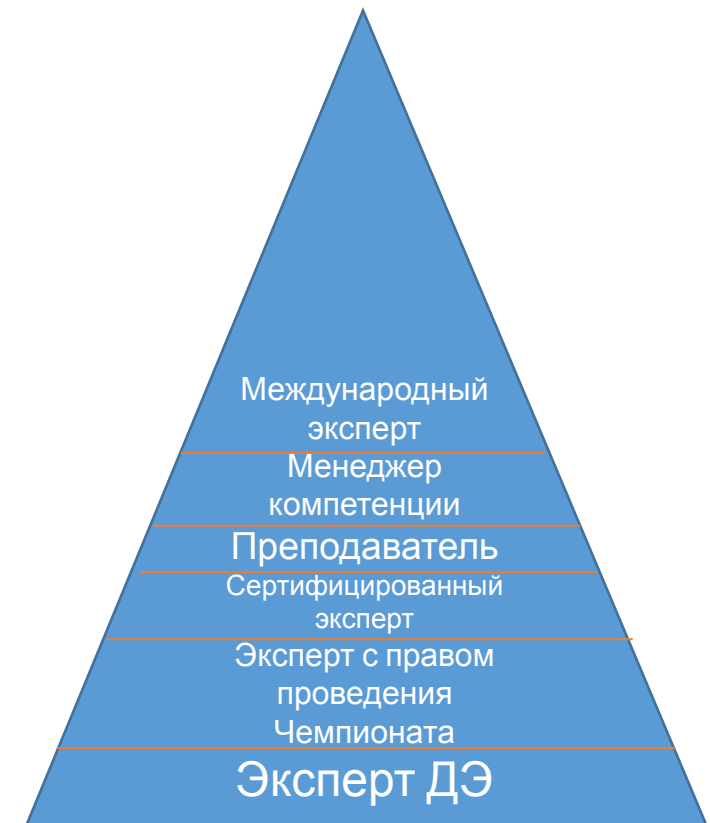 Международный
эксперт
Менеджер
компетенции
Преподаватель
Сертифицированный
эксперт
Эксперт с правом
проведения
Чемпионата
Эксперт ДЭ